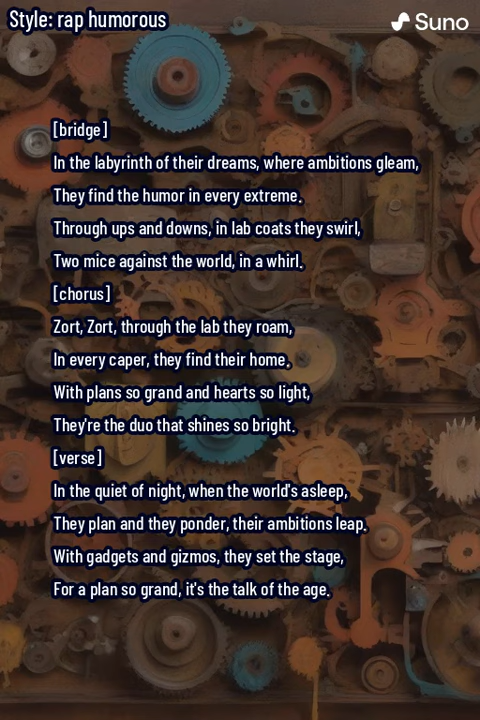 Style: rap humorous
Suno
[bridge]
In the labyrinth of their dreams, where ambitions gleam,
They find the humor in every extreme.
Through ups and downs, in lab coats they swirl,
Two mice against the world, in a whirl.
[chorus]
Zort, Zort, through the lab they roam,
In every caper, they find their home.
With plans so grand and hearts so light,
They're the duo that shines so bright.
[verse]
In the quiet of night, when the world's asleep,
They plan and they ponder, their ambitions leap.
With gadgets and gizmos, they set the stage,
For a plan so grand, it's the talk of the age.